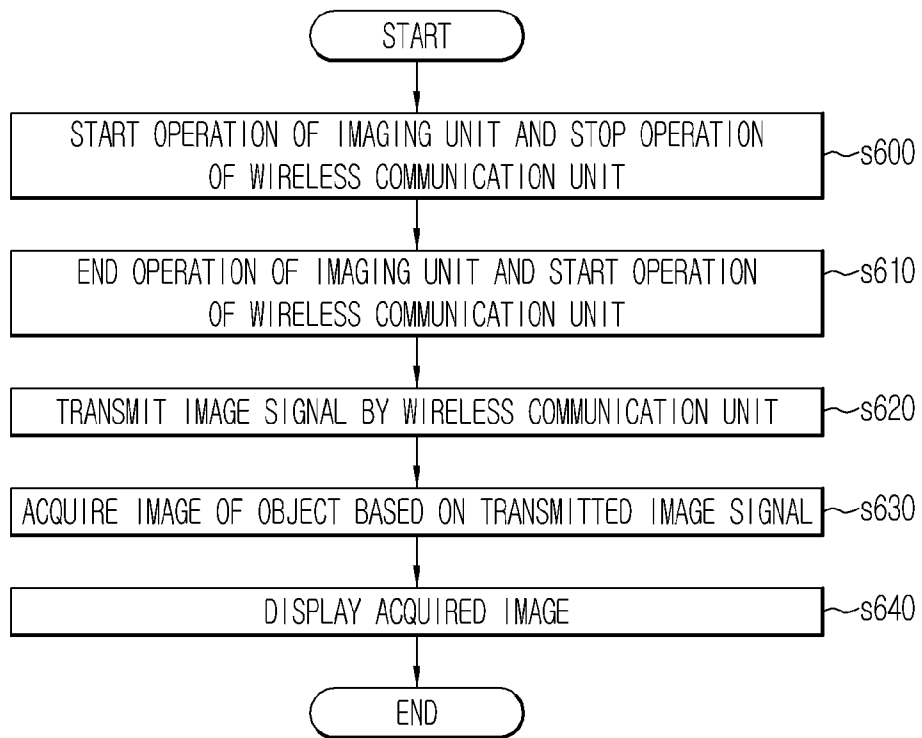 START
START OPERATION OF IMAGING UNIT AND STOP OPERATION
OF WIRELESS COMMUNICATION UNIT
s600
END OPERATION OF IMAGING UNIT AND START OPERATION
OF WIRELESS COMMUNICATION UNIT
s610
TRANSMIT IMAGE SIGNAL BY WIRELESS COMMUNICATION UNIT
s620
ACQUIRE IMAGE OF OBJECT BASED ON TRANSMITTED IMAGE SIGNAL
s630
DISPLAY ACQUIRED IMAGE
s640
END